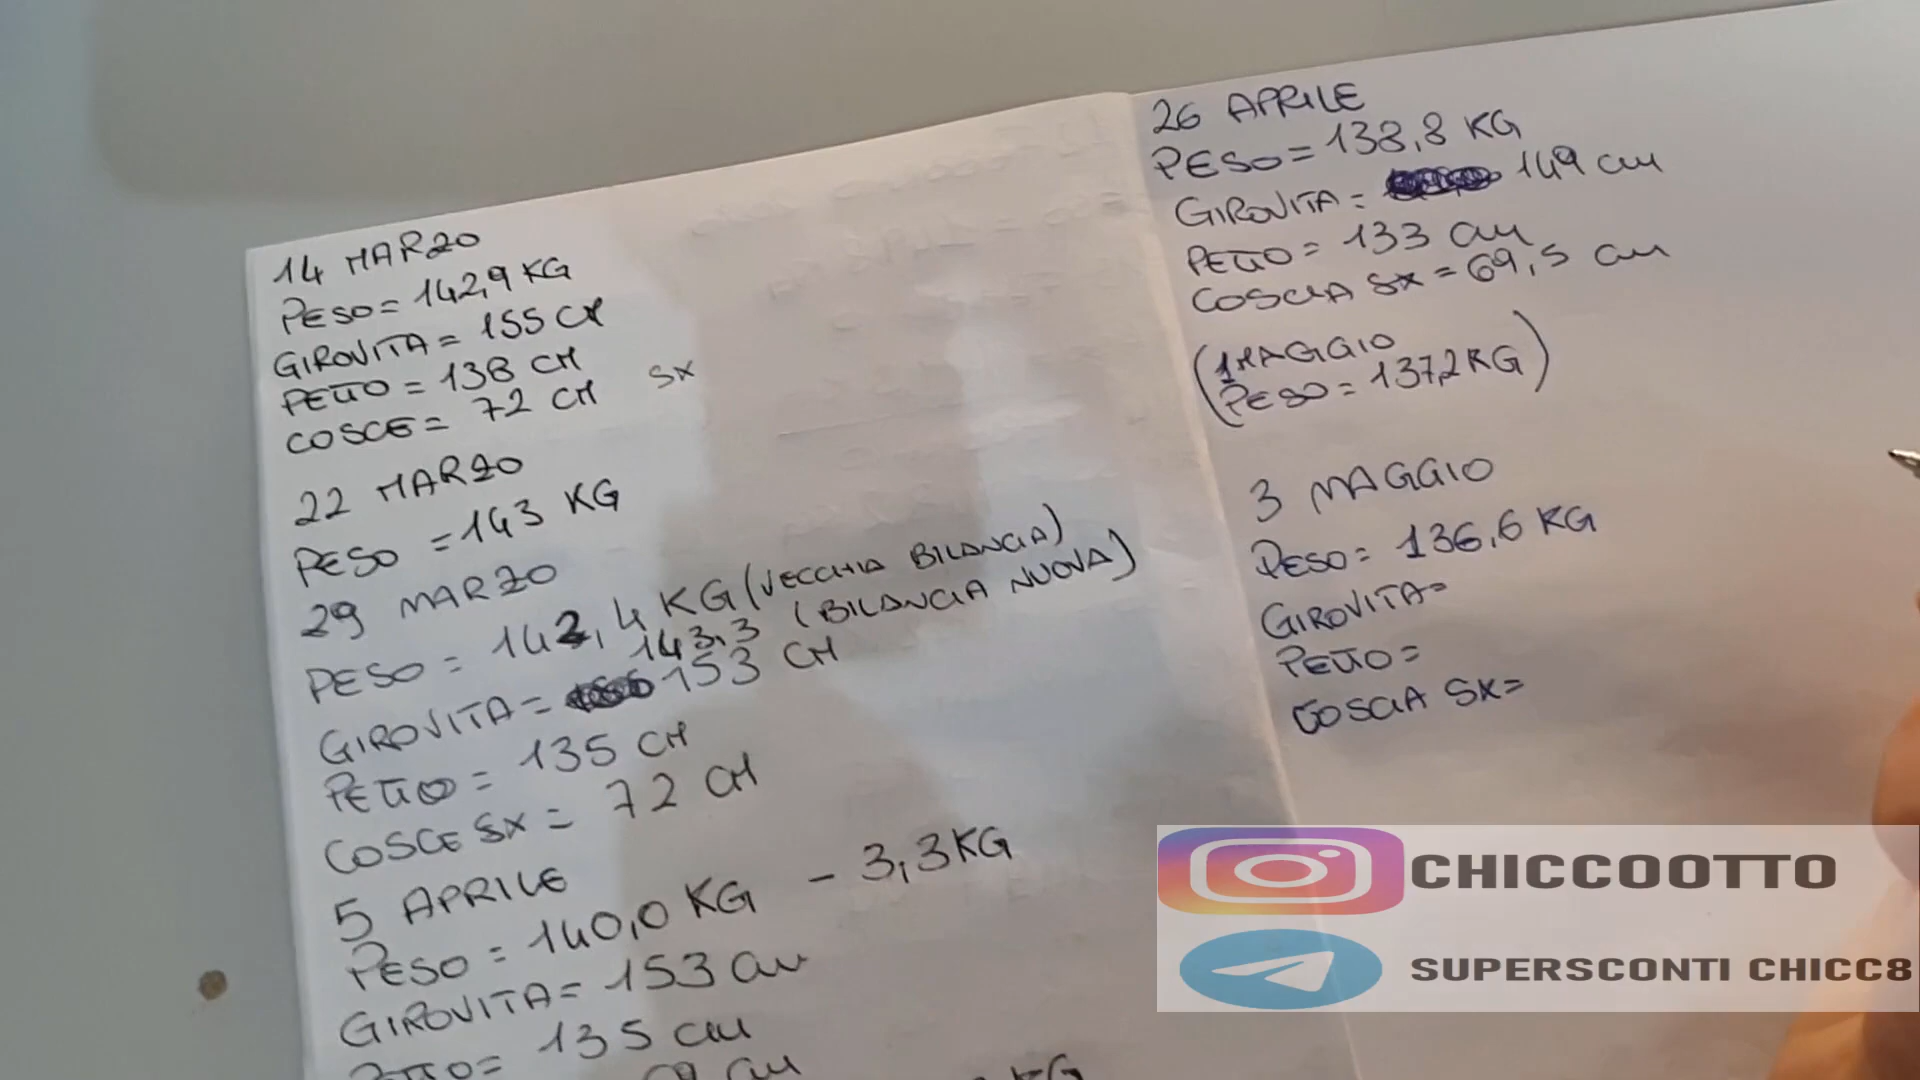 14 MARZO
PESO= 142,9 KG
GIROVITA= 155 CM
PETTO = 138 CM
COSCE= 72 CM SX
22 MARZO
PESO =143 KG
29 MARZO
PESO = 142,4 KG (VECCHIA BILANCIA)
143,3 (BILANCIA NUOVA)
GIROVITA= 153 CM
PETTO = 135 CM
COSCE SX = 72 CM
5 APRILE
PESO = 140,0 KG - 3,3KG
GIROVITA= 153 cm
PETTO= 135 cm
cm
KG
26 APRILE
PESO= 138,8 KG
GIROVITA= 149 cm
PETTO= 133 cm
COSCIA SX = 69,5 cm
(1 MAGGIO
PESO= 137,2KG)
3 MAGGIO
PESO= 136,6 KG
GIROVITA=
PETTO=
COSCIA SX=
CHICCOOTTO
SUPERSCONTI CHICC8